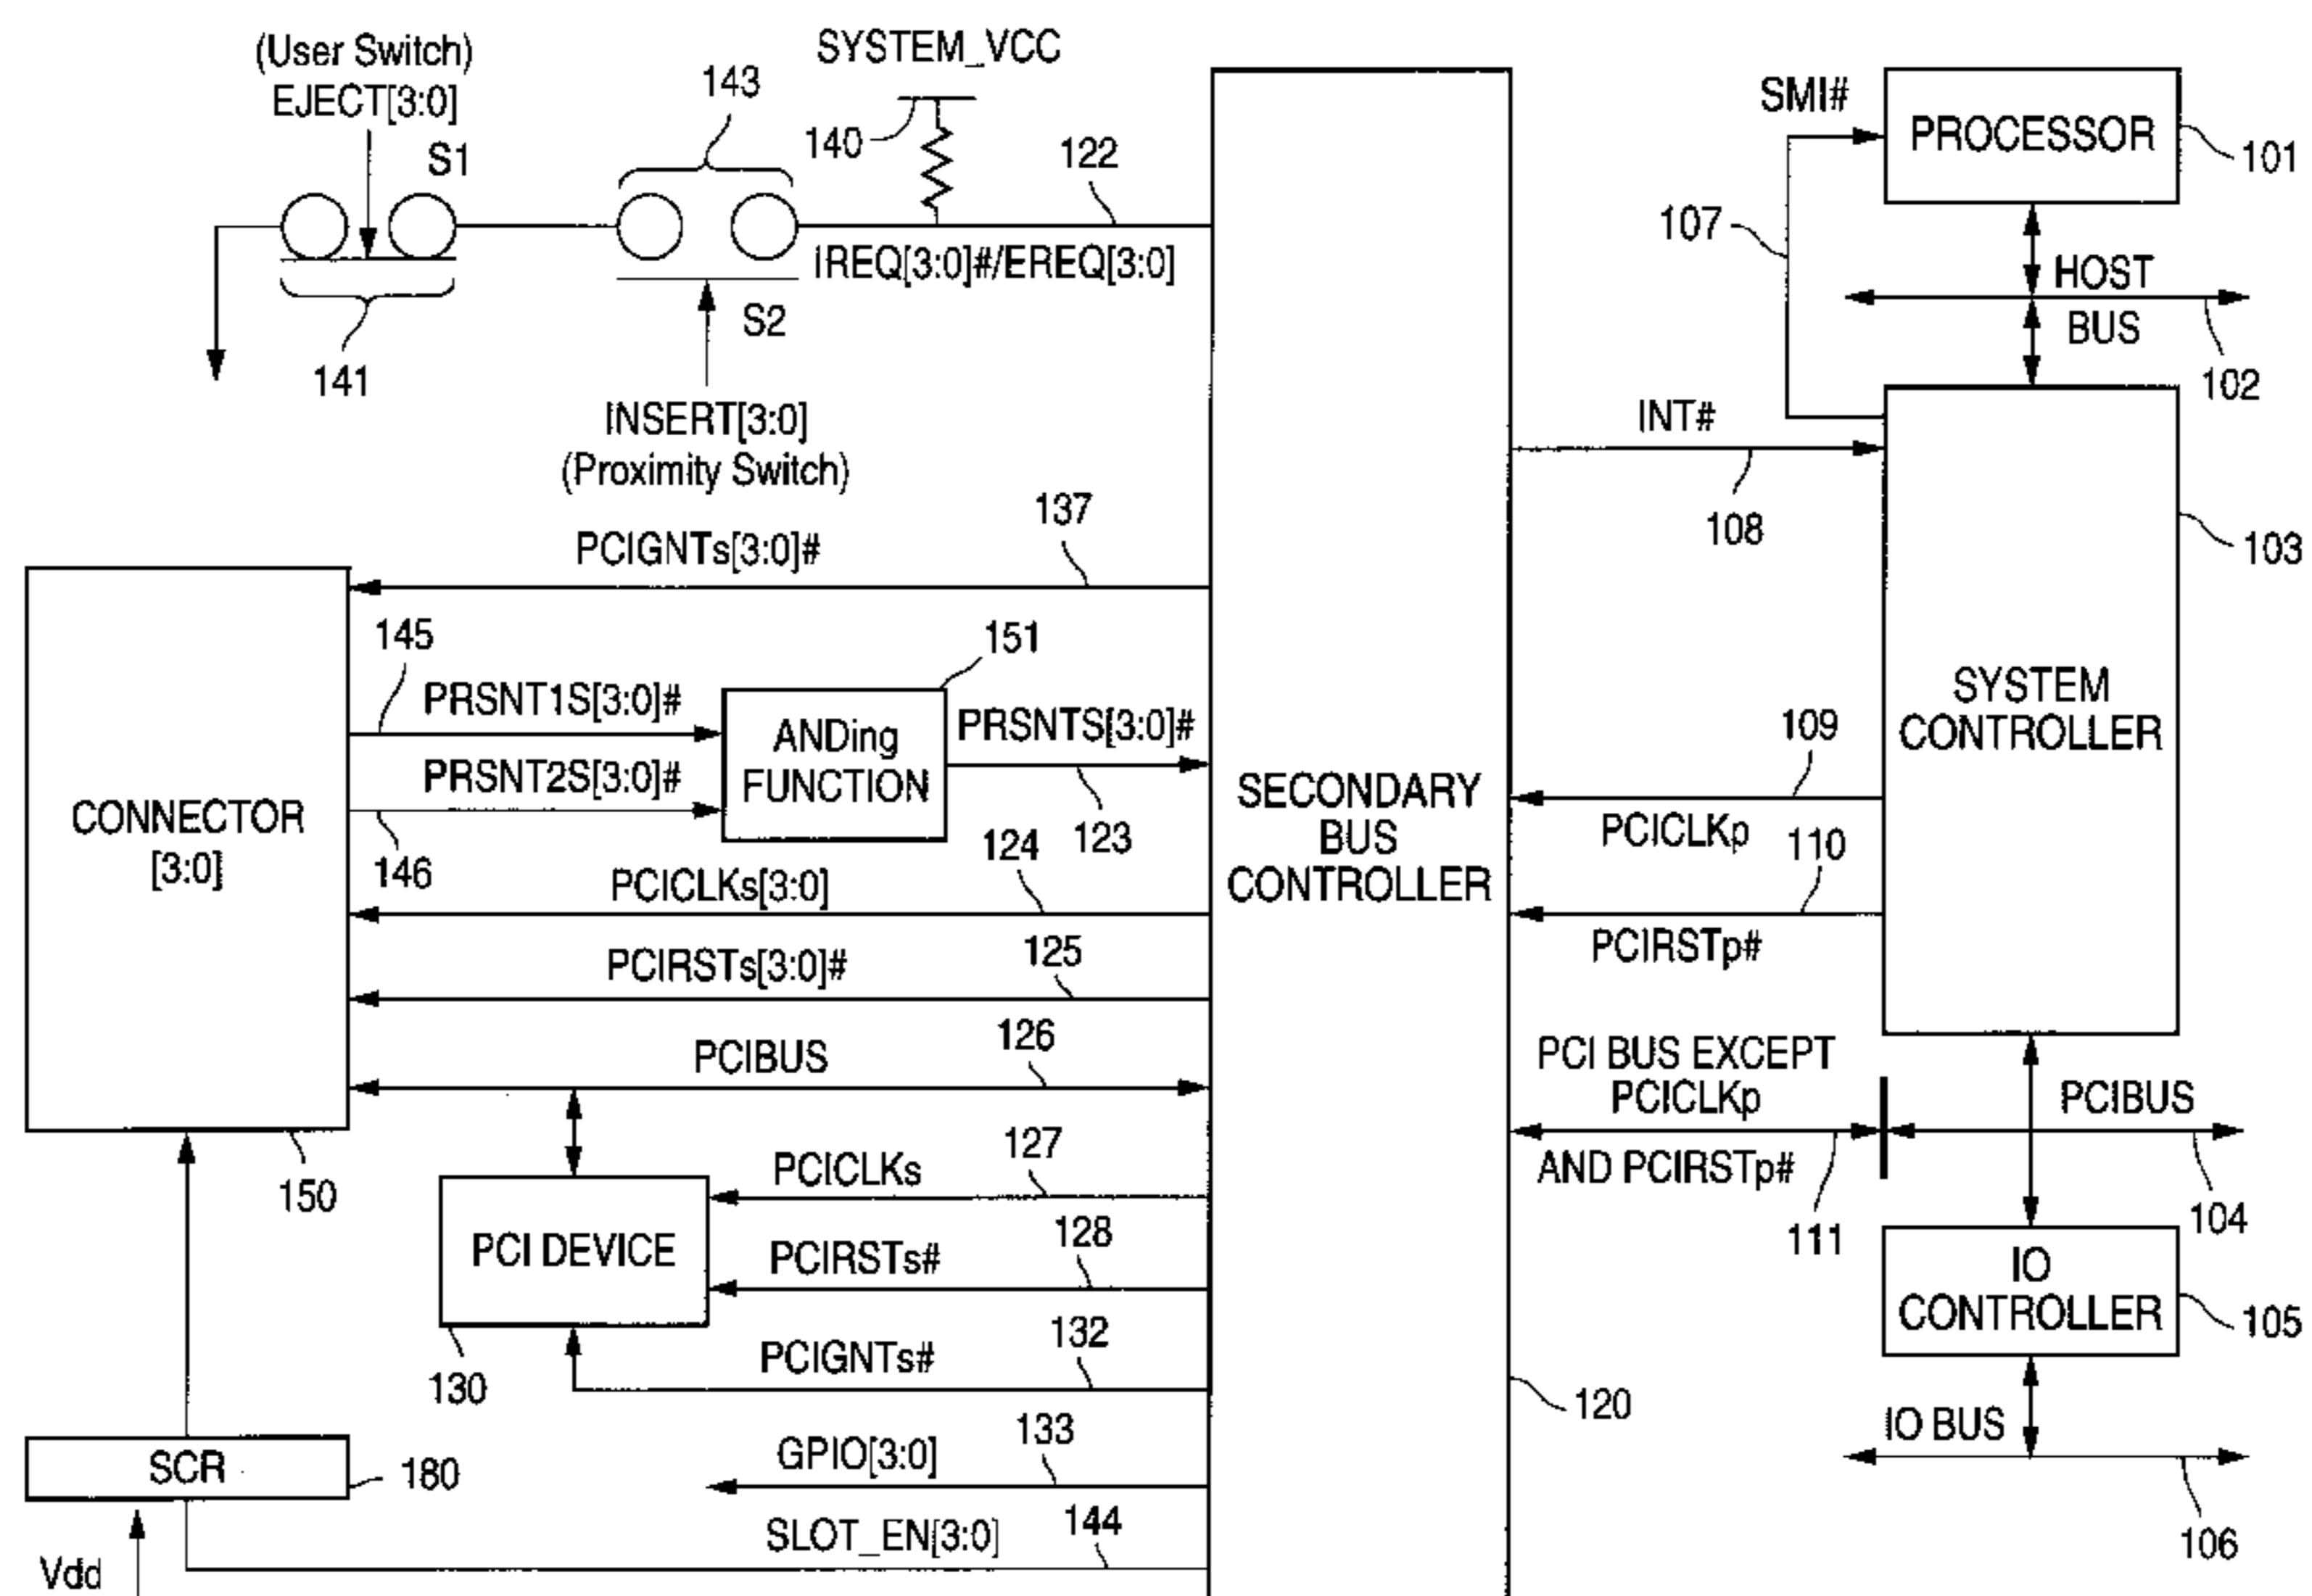 (User Switch)
EJECT[3:0]
S1
143
SYSTEM_VCC
140
122
IREQ[3:0]#/EREQ[3:0]
141
S2
INSERT[3:0]
(Proximity Switch)
SMI#
PROCESSOR
101
107
HOST
BUS
102
INT#
108
103
137
PCIGNTs[3:0]#
145
151
PRSNT1S[3:0]#
PRSNT2S[3:0]#
ANDing
FUNCTION
PRSNTS[3:0]#
123
CONNECTOR
[3:0]
146
PCICLKs[3:0]
124
PCIRSTs[3:0]#
125
PCIBUS
126
150
SECONDARY
BUS
CONTROLLER
SYSTEM
CONTROLLER
109
PCICLKp
110
PCIRSTp#
PCI BUS EXCEPT
PCICLKp
AND PCIRSTp#
111
PCIBUS
104
PCI DEVICE
130
PCICLKs
127
PCIRSTs#
128
PCIGNTs#
132
IO
CONTROLLER
105
120
IO BUS
106
SCR
180
GPIO[3:0]
133
SLOT_EN[3:0]
144
Vdd